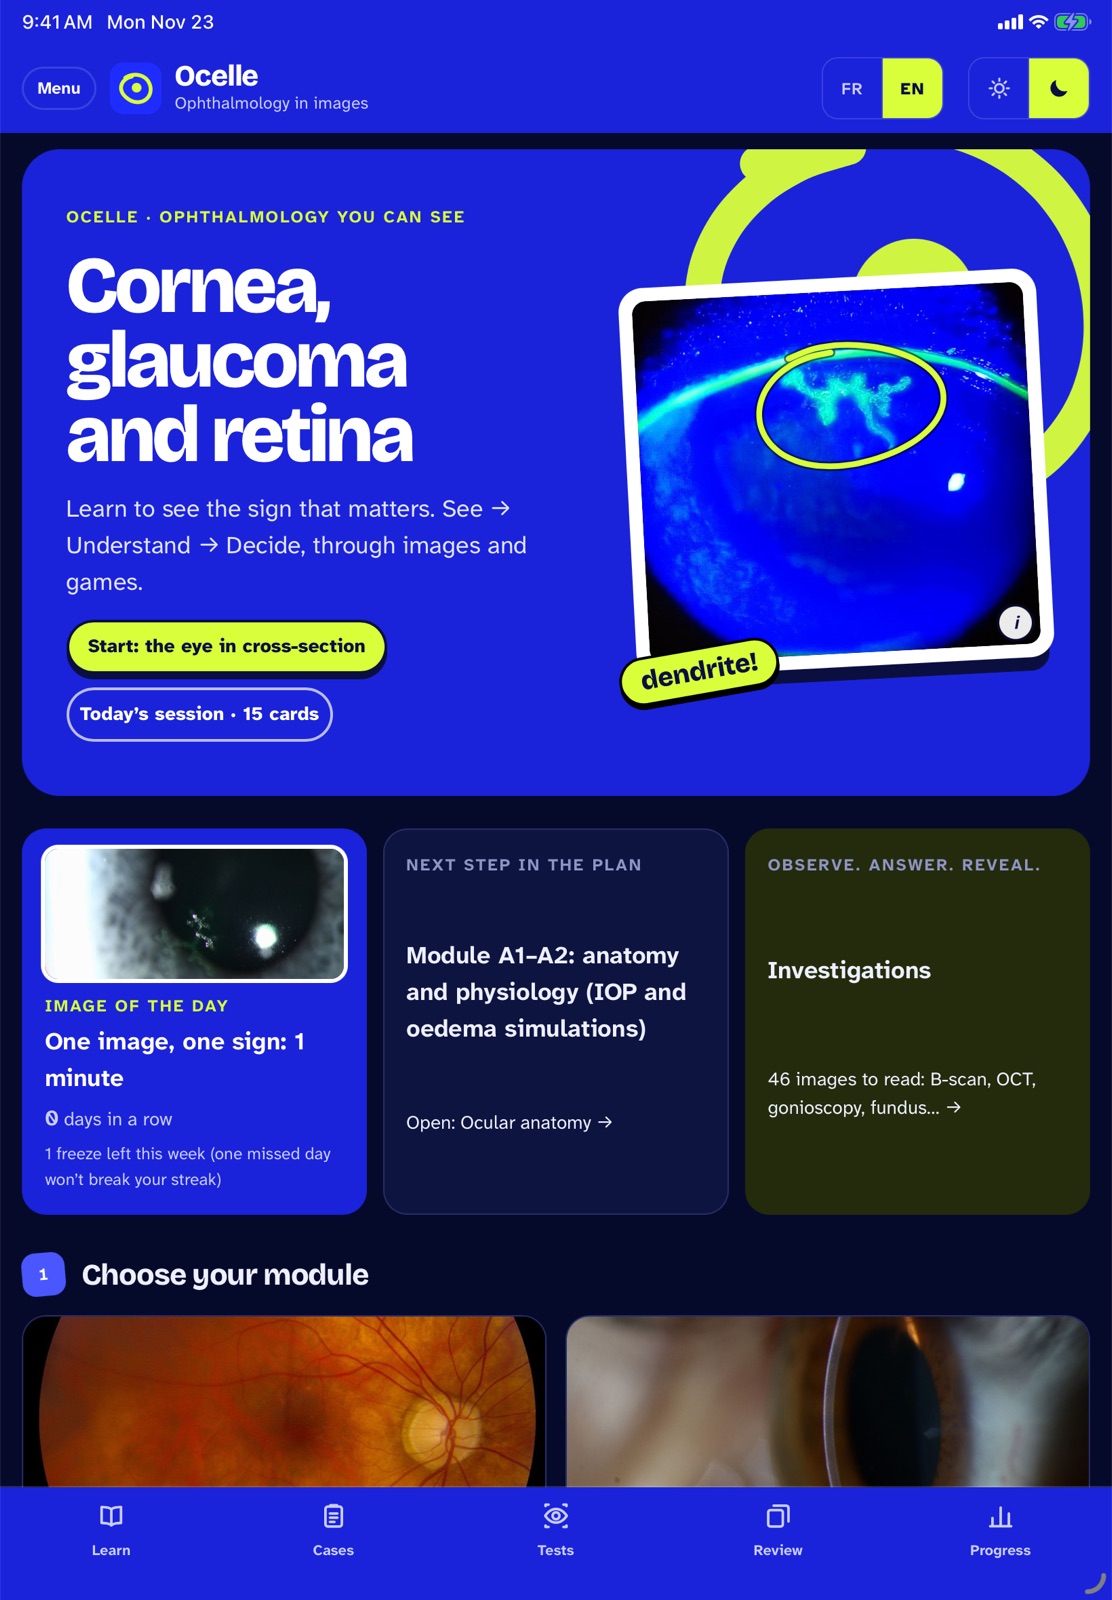 9:41 AM Mon Nov 23
Menu
Ocelle
Ophthalmology in images
FR
EN
OCELLE · OPHTHALMOLOGY YOU CAN SEE
Cornea,
glaucoma
and retina
Learn to see the sign that matters. See →
Understand → Decide, through images and
games.
Start: the eye in cross-section
Today’s session · 15 cards
i
dendrite!
IMAGE OF THE DAY
One image, one sign: 1
minute
0 days in a row
1 freeze left this week (one missed day
won’t break your streak)
NEXT STEP IN THE PLAN
Module A1–A2: anatomy
and physiology (IOP and
oedema simulations)
Open: Ocular anatomy →
OBSERVE. ANSWER. REVEAL.
Investigations
46 images to read: B-scan, OCT,
gonioscopy, fundus… →
1
Choose your module
Learn
Cases
Tests
Review
Progress